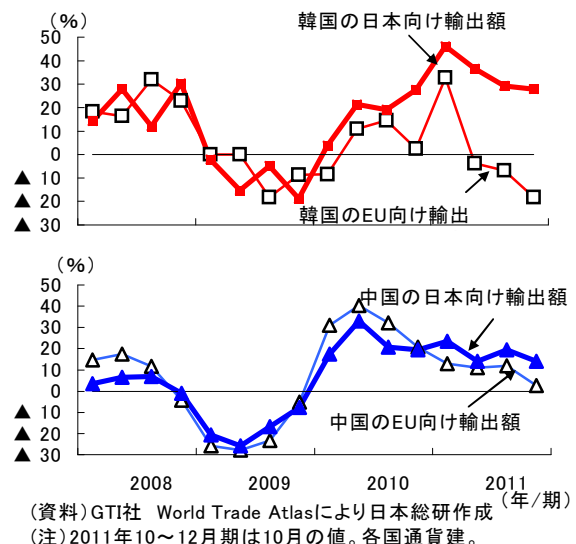 (%)
50
40
30
20
10
0
▲ 10
▲ 20
▲ 30
韓国の日本向け輸出額
韓国のEU向け輸出
(%)
50
40
30
20
10
0
▲ 10
▲ 20
▲ 30
中国の日本向け輸出額
中国のEU向け輸出額
2008 2009 2010 2011
(年/期)
(資料)GTI社 World Trade Atlasにより日本総研作成
(注)2011年10～12月期は10月の値。各国通貨建。